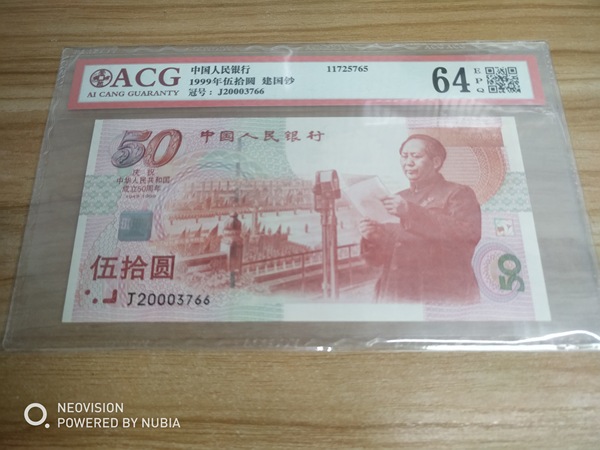 ACG
AI CANG GUARANTY
中国人民银行
1999年伍拾圆 建国钞
冠号：J20003766
11725765
64
E
P
Q
50
中国人民银行
庆祝
中华人民共和国
成立50周年
1949-1999
伍拾圆
J20003766
50
NEOVISION
POWERED BY NUBIA